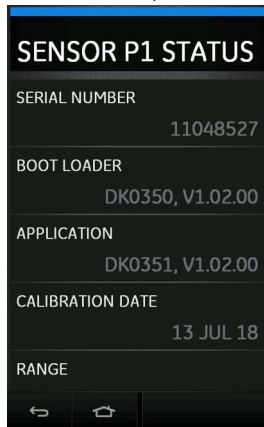 SENSOR P1 STATUS
SERIAL NUMBER
11048527
BOOT LOADER
DK0350, V1.02.00
APPLICATION
DK0351, V1.02.00
CALIBRATION DATE
13 JUL 18
RANGE